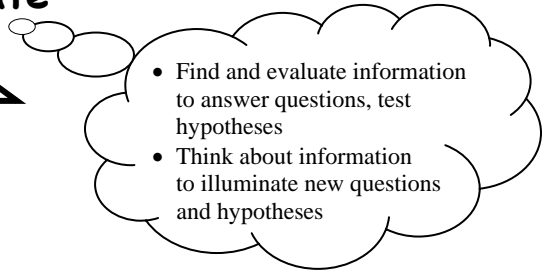 • Find and evaluate information
to answer questions, test
hypotheses
• Think about information
to illuminate new questions
and hypotheses